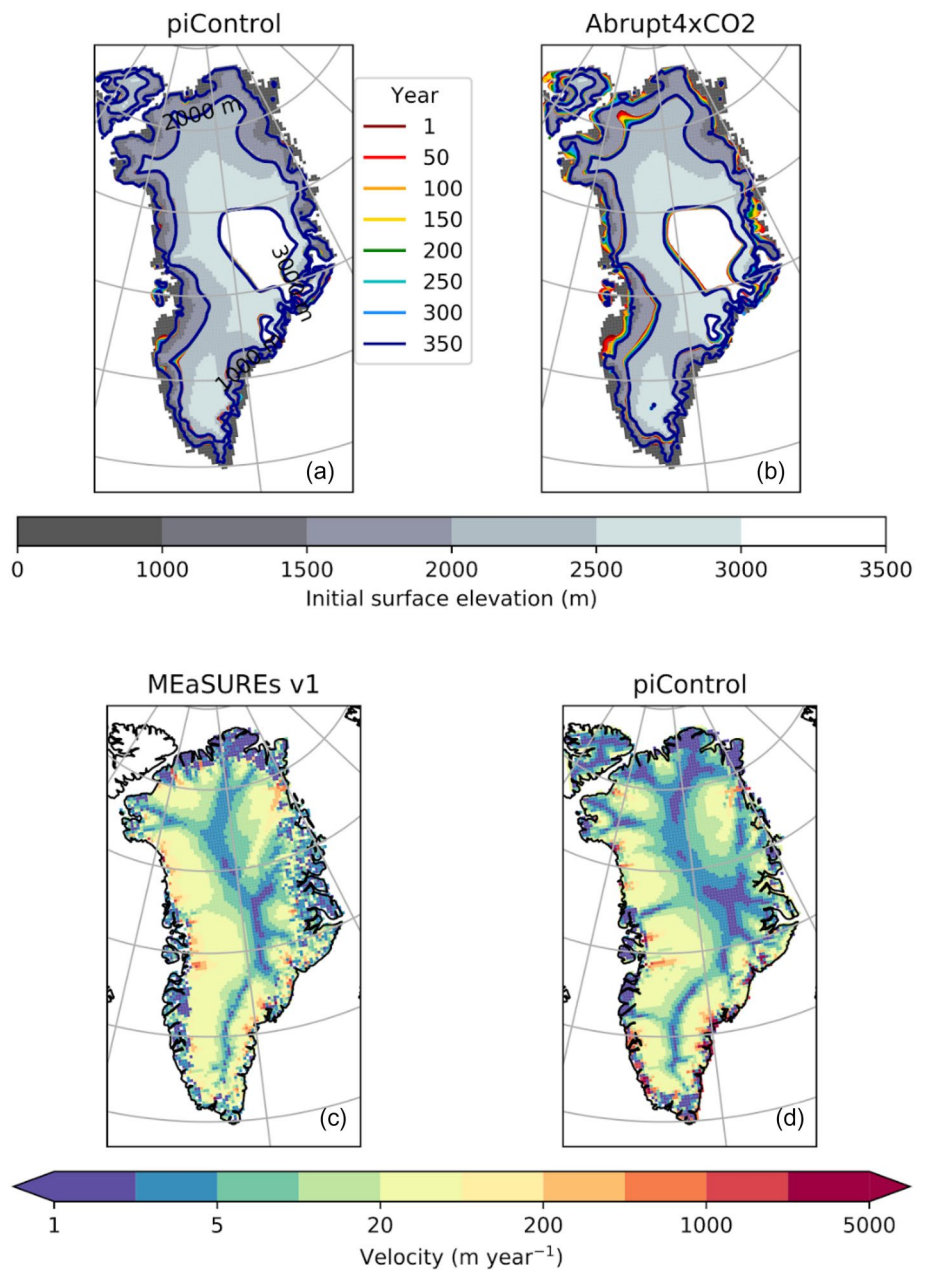 piControl
Abrupt4xCO2
Year
1
50
100
150
200
250
300
350
2000 m
3000 m
1000 m
(a)
(b)
0 1000 1500 2000 2500 3000 3500
Initial surface elevation (m)
MEaSUREs v1
piControl
(c)
(d)
1 5 20 200 1000 5000
Velocity (m year⁻¹)